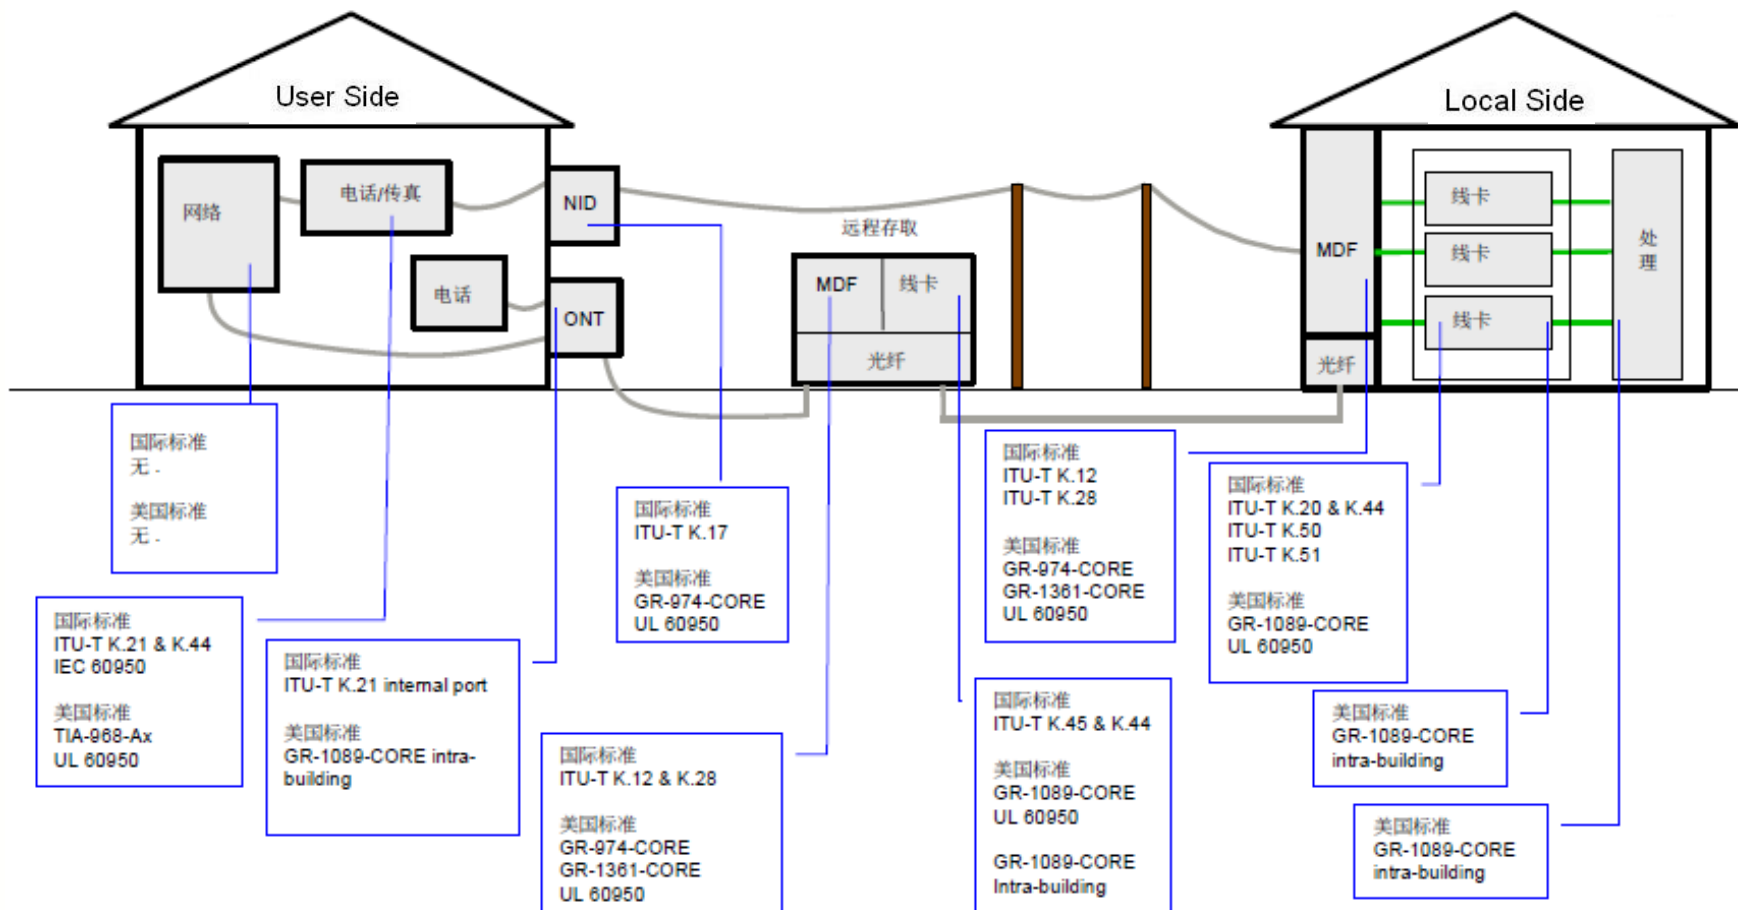 User Side
Local Side
网络
电话/传真
NID
电话
ONT
远程存取
MDF
线卡
光纤
MDF
光纤
线卡
线卡
线卡
处
理
国际标准
无 .
美国标准
无 .
国际标准
ITU-T K.21 & K.44
IEC 60950
美国标准
TIA-968-Ax
UL 60950
国际标准
ITU-T K.21 internal port
美国标准
GR-1089-CORE intra-
building
国际标准
ITU-T K.17
美国标准
GR-974-CORE
UL 60950
国际标准
ITU-T K.12 & K.28
美国标准
GR-974-CORE
GR-1361-CORE
UL 60950
国际标准
ITU-T K.12
ITU-T K.28
美国标准
GR-974-CORE
GR-1361-CORE
UL 60950
国际标准
ITU-T K.45 & K.44
美国标准
GR-1089-CORE
UL 60950
GR-1089-CORE
Intra-building
国际标准
ITU-T K.20 & K.44
ITU-T K.50
ITU-T K.51
美国标准
GR-1089-CORE
UL 60950
美国标准
GR-1089-CORE
intra-building
美国标准
GR-1089-CORE
intra-building